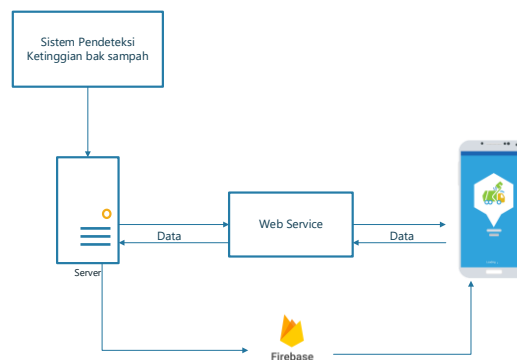 Sistem Pendeteksi
Ketinggian bak sampah
Web Service
Data
Data
Server
Firebase